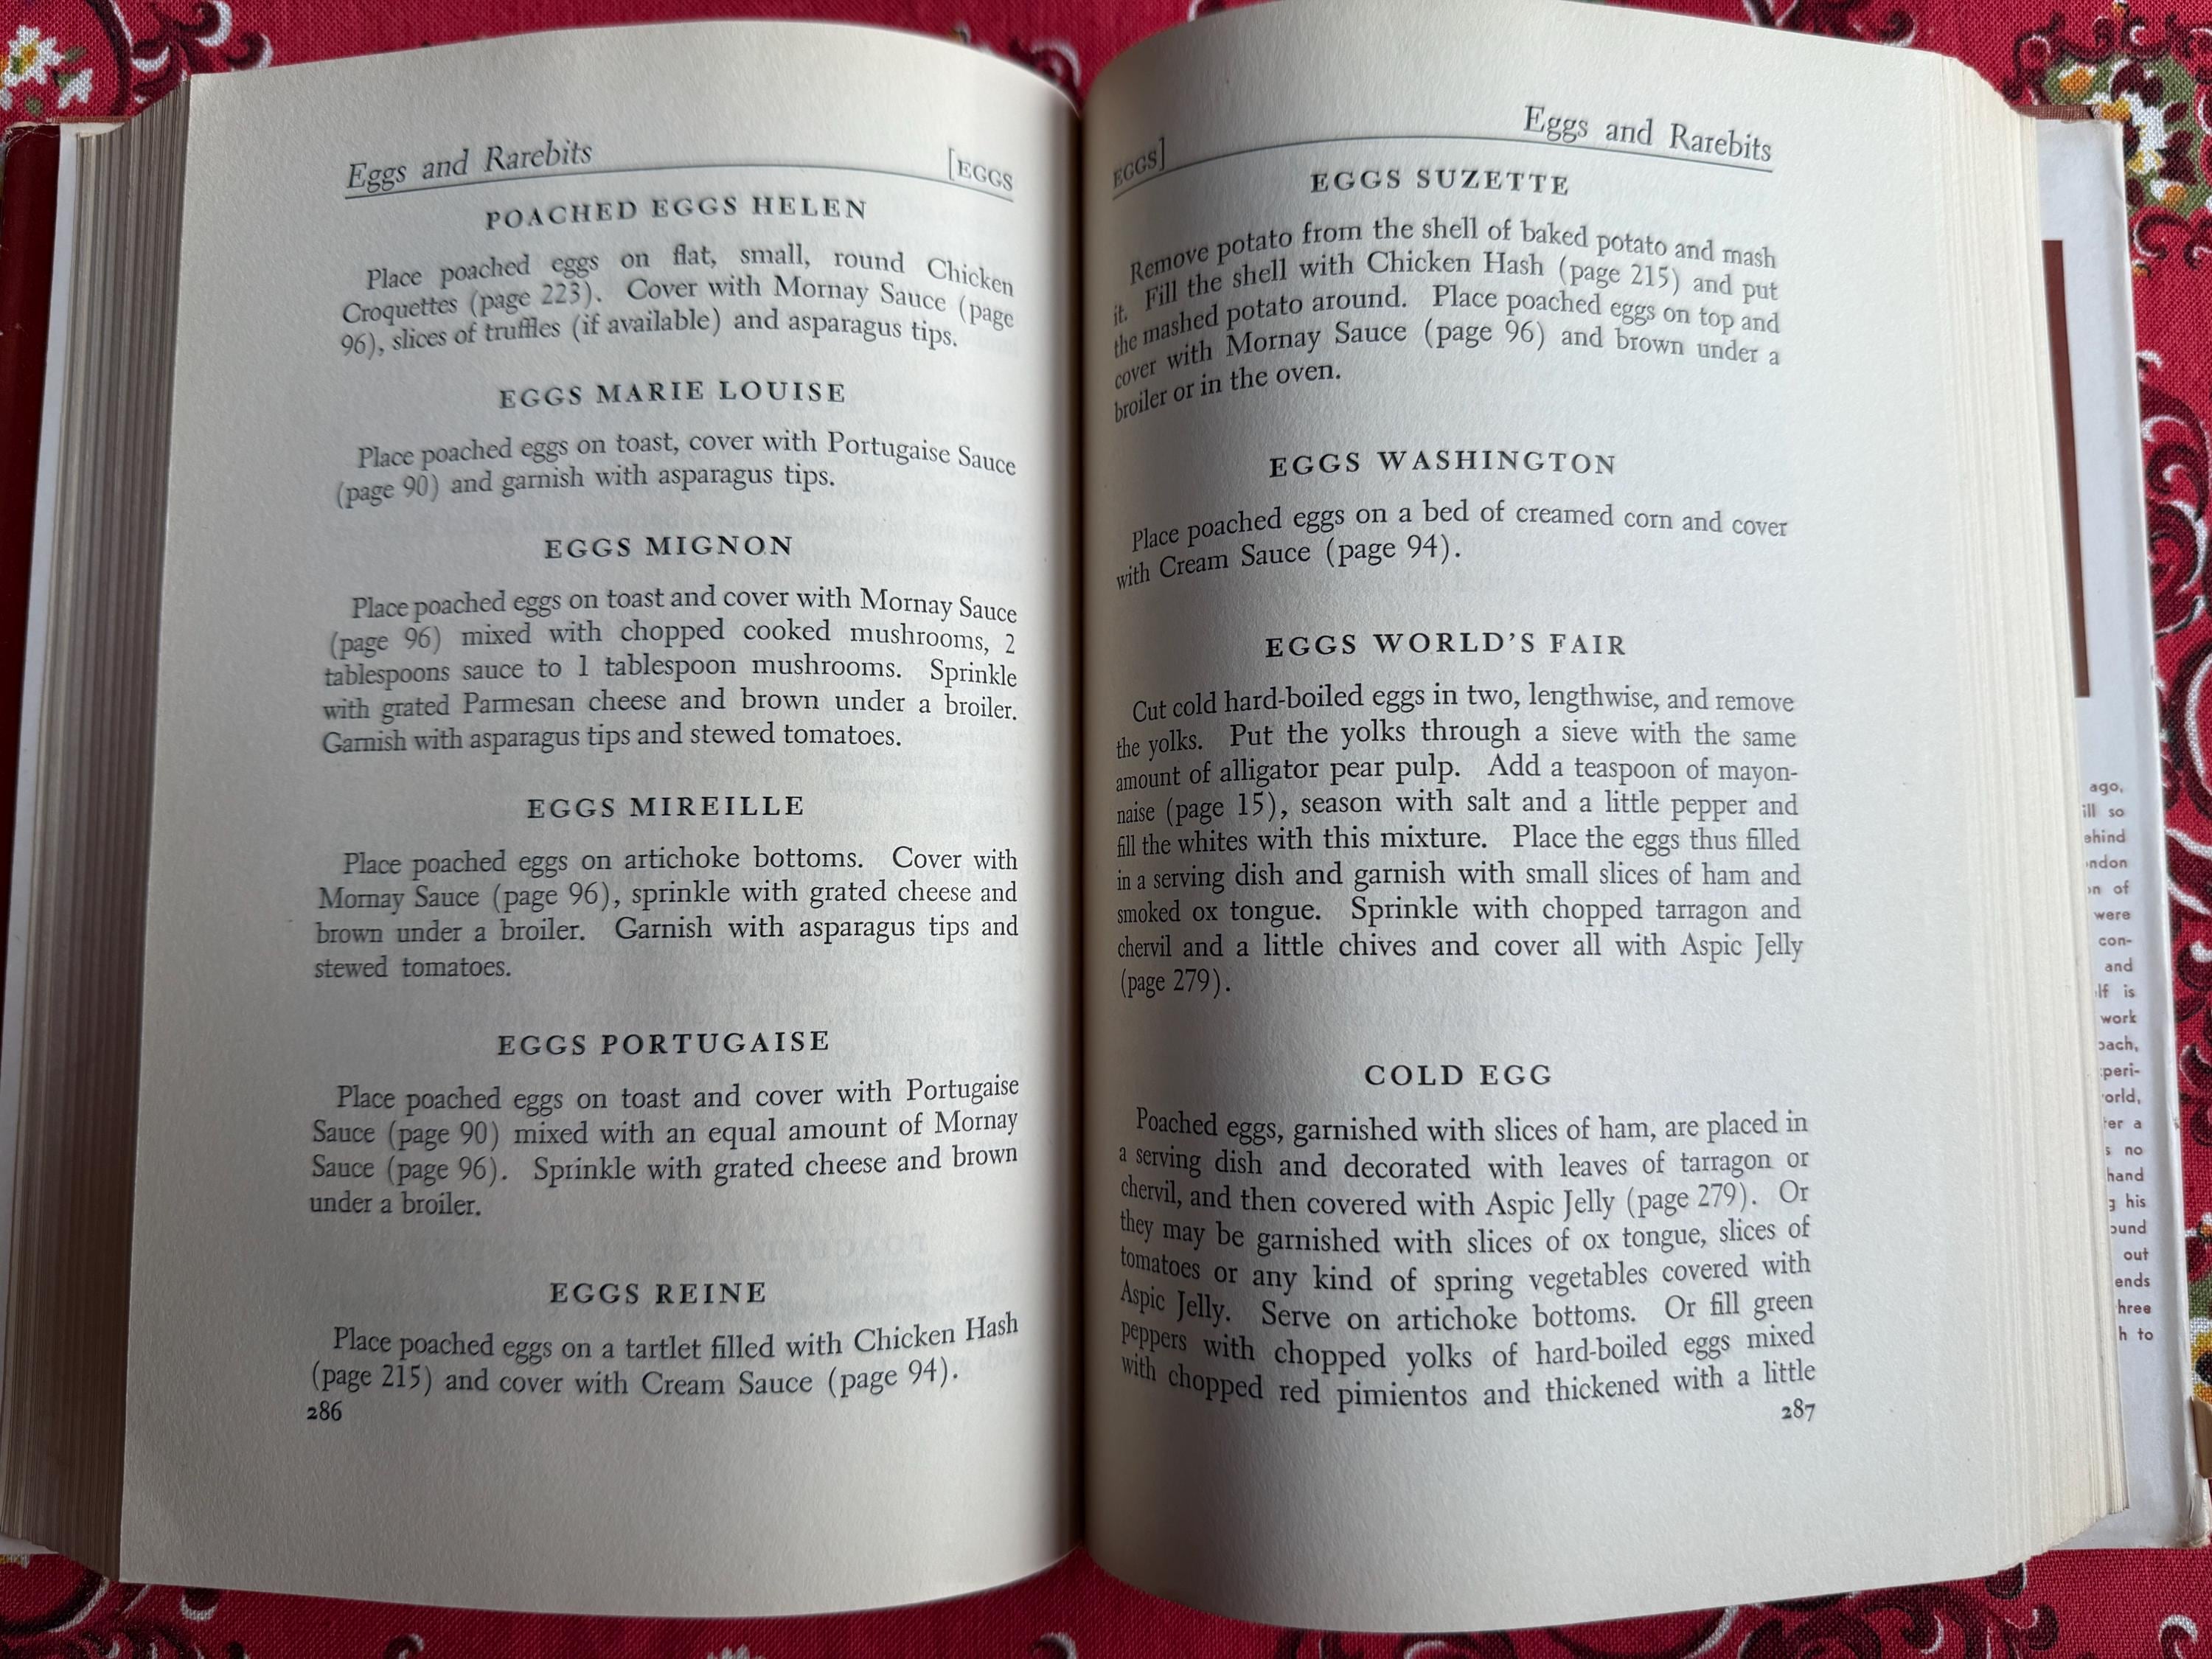 Eggs and Rarebits [EGGS
POACHED EGGS HELEN
Place poached eggs on flat, small, round Chicken
Croquettes (page 223). Cover with Mornay Sauce (page
96), slices of truffles (if available) and asparagus tips.
EGGS MARIE LOUISE
Place poached eggs on toast, cover with Portugaise Sauce
(page 90) and garnish with asparagus tips.
EGGS MIGNON
Place poached eggs on toast and cover with Mornay Sauce
(page 96) mixed with chopped cooked mushrooms, 2
tablespoons sauce to 1 tablespoon mushrooms. Sprinkle
with grated Parmesan cheese and brown under a broiler.
Garnish with asparagus tips and stewed tomatoes.
EGGS MIREILLE
Place poached eggs on artichoke bottoms. Cover with
Mornay Sauce (page 96), sprinkle with grated cheese and
brown under a broiler. Garnish with asparagus tips and
stewed tomatoes.
EGGS PORTUGAISE
Place poached eggs on toast and cover with Portugaise
Sauce (page 90) mixed with an equal amount of Mornay
Sauce (page 96). Sprinkle with grated cheese and brown
under a broiler.
EGGS REINE
Place poached eggs on a tartlet filled with Chicken Hash
(page 215) and cover with Cream Sauce (page 94).
286
EGGS] Eggs and Rarebits
EGGS SUZETTE
Remove potato from the shell of baked potato and mash
it. Fill the shell with Chicken Hash (page 215) and put
the mashed potato around. Place poached eggs on top and
cover with Mornay Sauce (page 96) and brown under a
broiler or in the oven.
EGGS WASHINGTON
Place poached eggs on a bed of creamed corn and cover
with Cream Sauce (page 94).
EGGS WORLD'S FAIR
Cut cold hard-boiled eggs in two, lengthwise, and remove
the yolks. Put the yolks through a sieve with the same
amount of alligator pear pulp. Add a teaspoon of mayon-
naise (page 15), season with salt and a little pepper and
fill the whites with this mixture. Place the eggs thus filled
in a serving dish and garnish with small slices of ham and
smoked ox tongue. Sprinkle with chopped tarragon and
chervil and a little chives and cover all with Aspic Jelly
(page 279).
COLD EGG
Poached eggs, garnished with slices of ham, are placed in
a serving dish and decorated with leaves of tarragon or
chervil, and then covered with Aspic Jelly (page 279). Or
they may be garnished with slices of ox tongue, slices of
tomatoes or any kind of spring vegetables covered with
Aspic Jelly. Serve on artichoke bottoms. Or fill green
peppers with chopped yolks of hard-boiled eggs mixed
with chopped red pimientos and thickened with a little
287
ago,
so
of
were
con-
and
is
work
a
no
hand
his
out
to